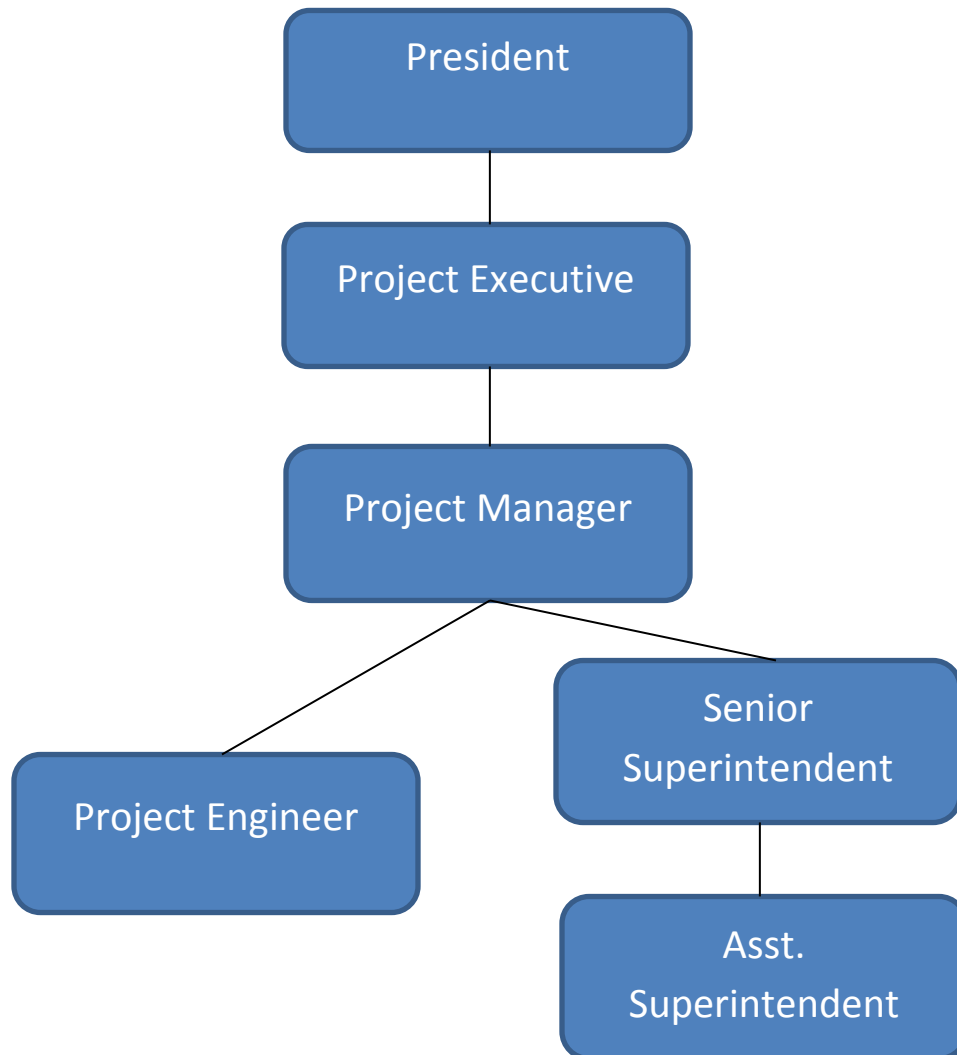 President
Project Executive
Project Manager
Senior
Superintendent
Project Engineer
Asst.
Superintendent